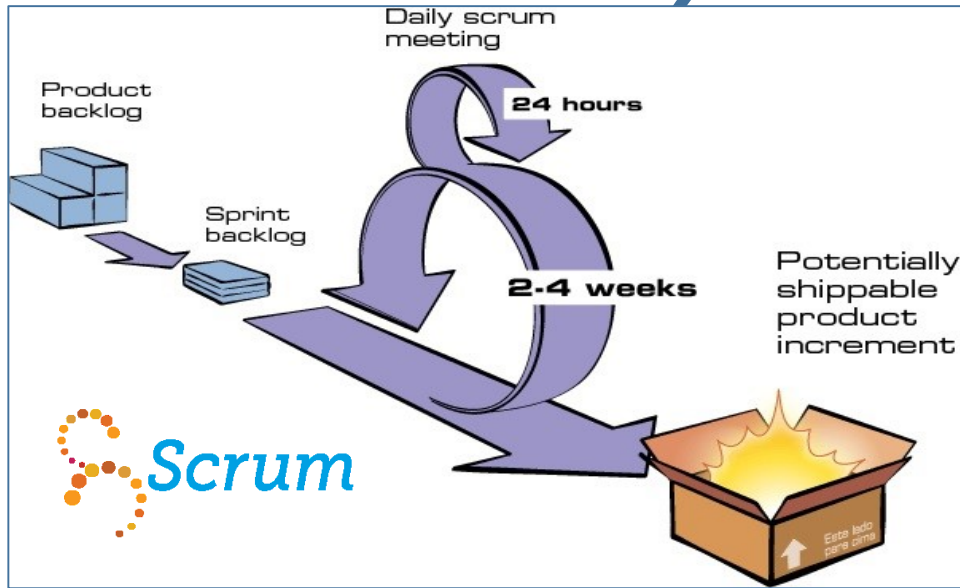 Daily scrum
meeting
24 hours
Product
backlog
Sprint
backlog
2-4 weeks
Potentially
shippable
product
increment
Scrum
Este lado
para cima